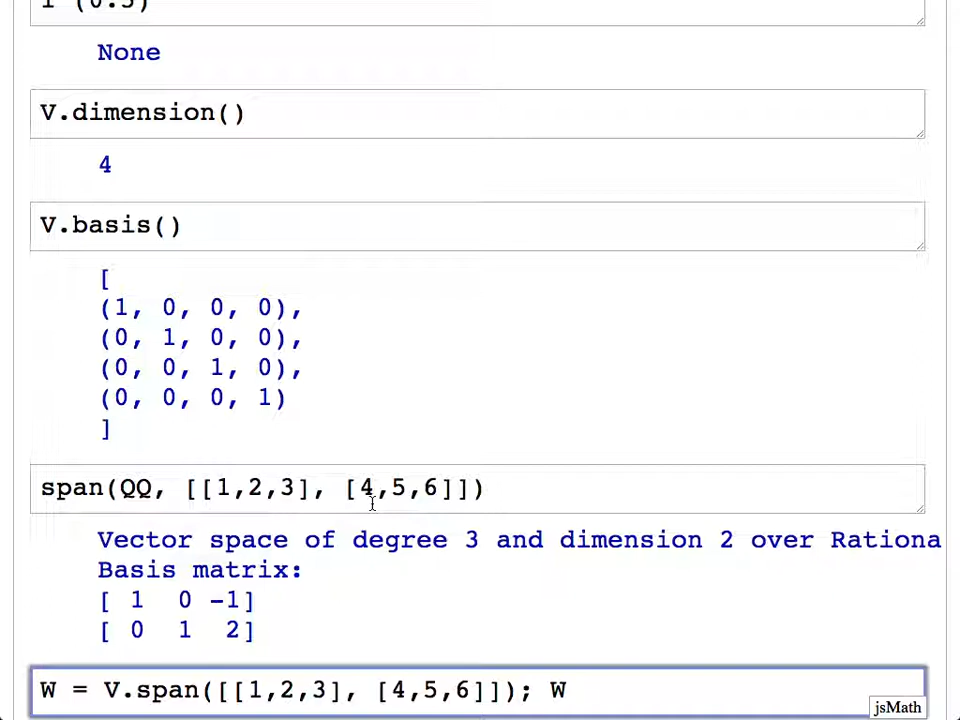 None
V.dimension()
4
V.basis()
[
(1, 0, 0, 0),
(0, 1, 0, 0),
(0, 0, 1, 0),
(0, 0, 0, 1)
]
span(QQ, [[1,2,3], [4,5,6]])
Vector space of degree 3 and dimension 2 over Rationa
Basis matrix:
[ 1 0 -1]
[ 0 1 2]
W = V.span([[1,2,3], [4,5,6]]); W
jsMath